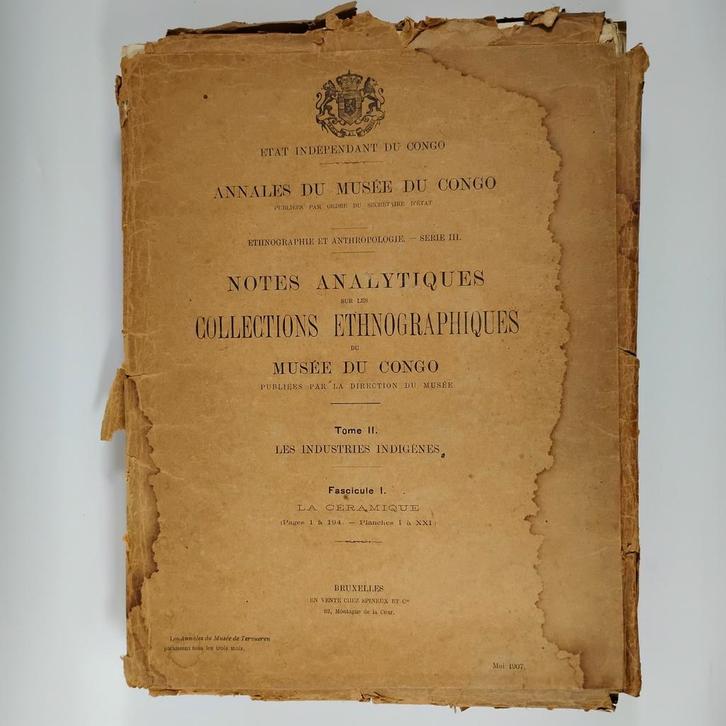 ETAT INDÉPENDANT DU CONGO
ANNALES DU MUSÉE DU CONGO
PUBLIÉES PAR ORDRE DU SECRÉTAIRE D'ÉTAT
ETHNOGRAPHIE ET ANTHROPOLOGIE. — SÉRIE III.
NOTES ANALYTIQUES
SUR LES
COLLECTIONS ETHNOGRAPHIQUES
DU
MUSÉE DU CONGO
PUBLIÉES PAR LA DIRECTION DU MUSÉE
Tome II.
LES INDUSTRIES INDIGÈNES
Fascicule I.
LA CÉRAMIQUE
(Pages 1 à 194. — Planches I à XXI)
BRUXELLES
EN VENTE CHEZ SPINEUX ET Cie
62, Montagne de la Cour.
Les Annales du Musée de Tervueren
paraissent tous les trois mois.
Mai 1907.